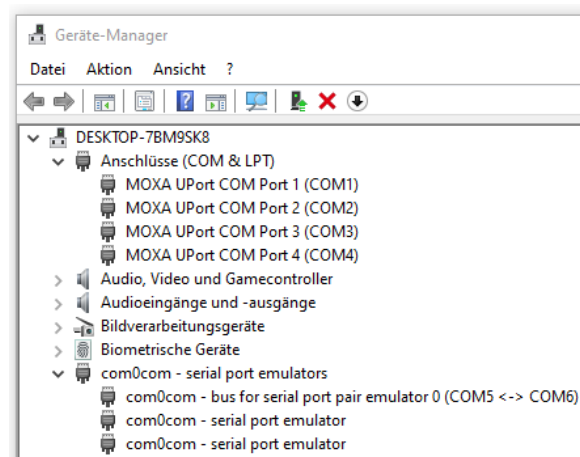 Geräte-Manager
Datei Aktion Ansicht ?
DESKTOP-7BM9SK8
Anschlüsse (COM & LPT)
MOXA UPort COM Port 1 (COM1)
MOXA UPort COM Port 2 (COM2)
MOXA UPort COM Port 3 (COM3)
MOXA UPort COM Port 4 (COM4)
Audio, Video und Gamecontroller
Audioeingänge und -ausgänge
Bildverarbeitungsgeräte
Biometrische Geräte
com0com - serial port emulators
com0com - bus for serial port pair emulator 0 (COM5 <-> COM6)
com0com - serial port emulator
com0com - serial port emulator